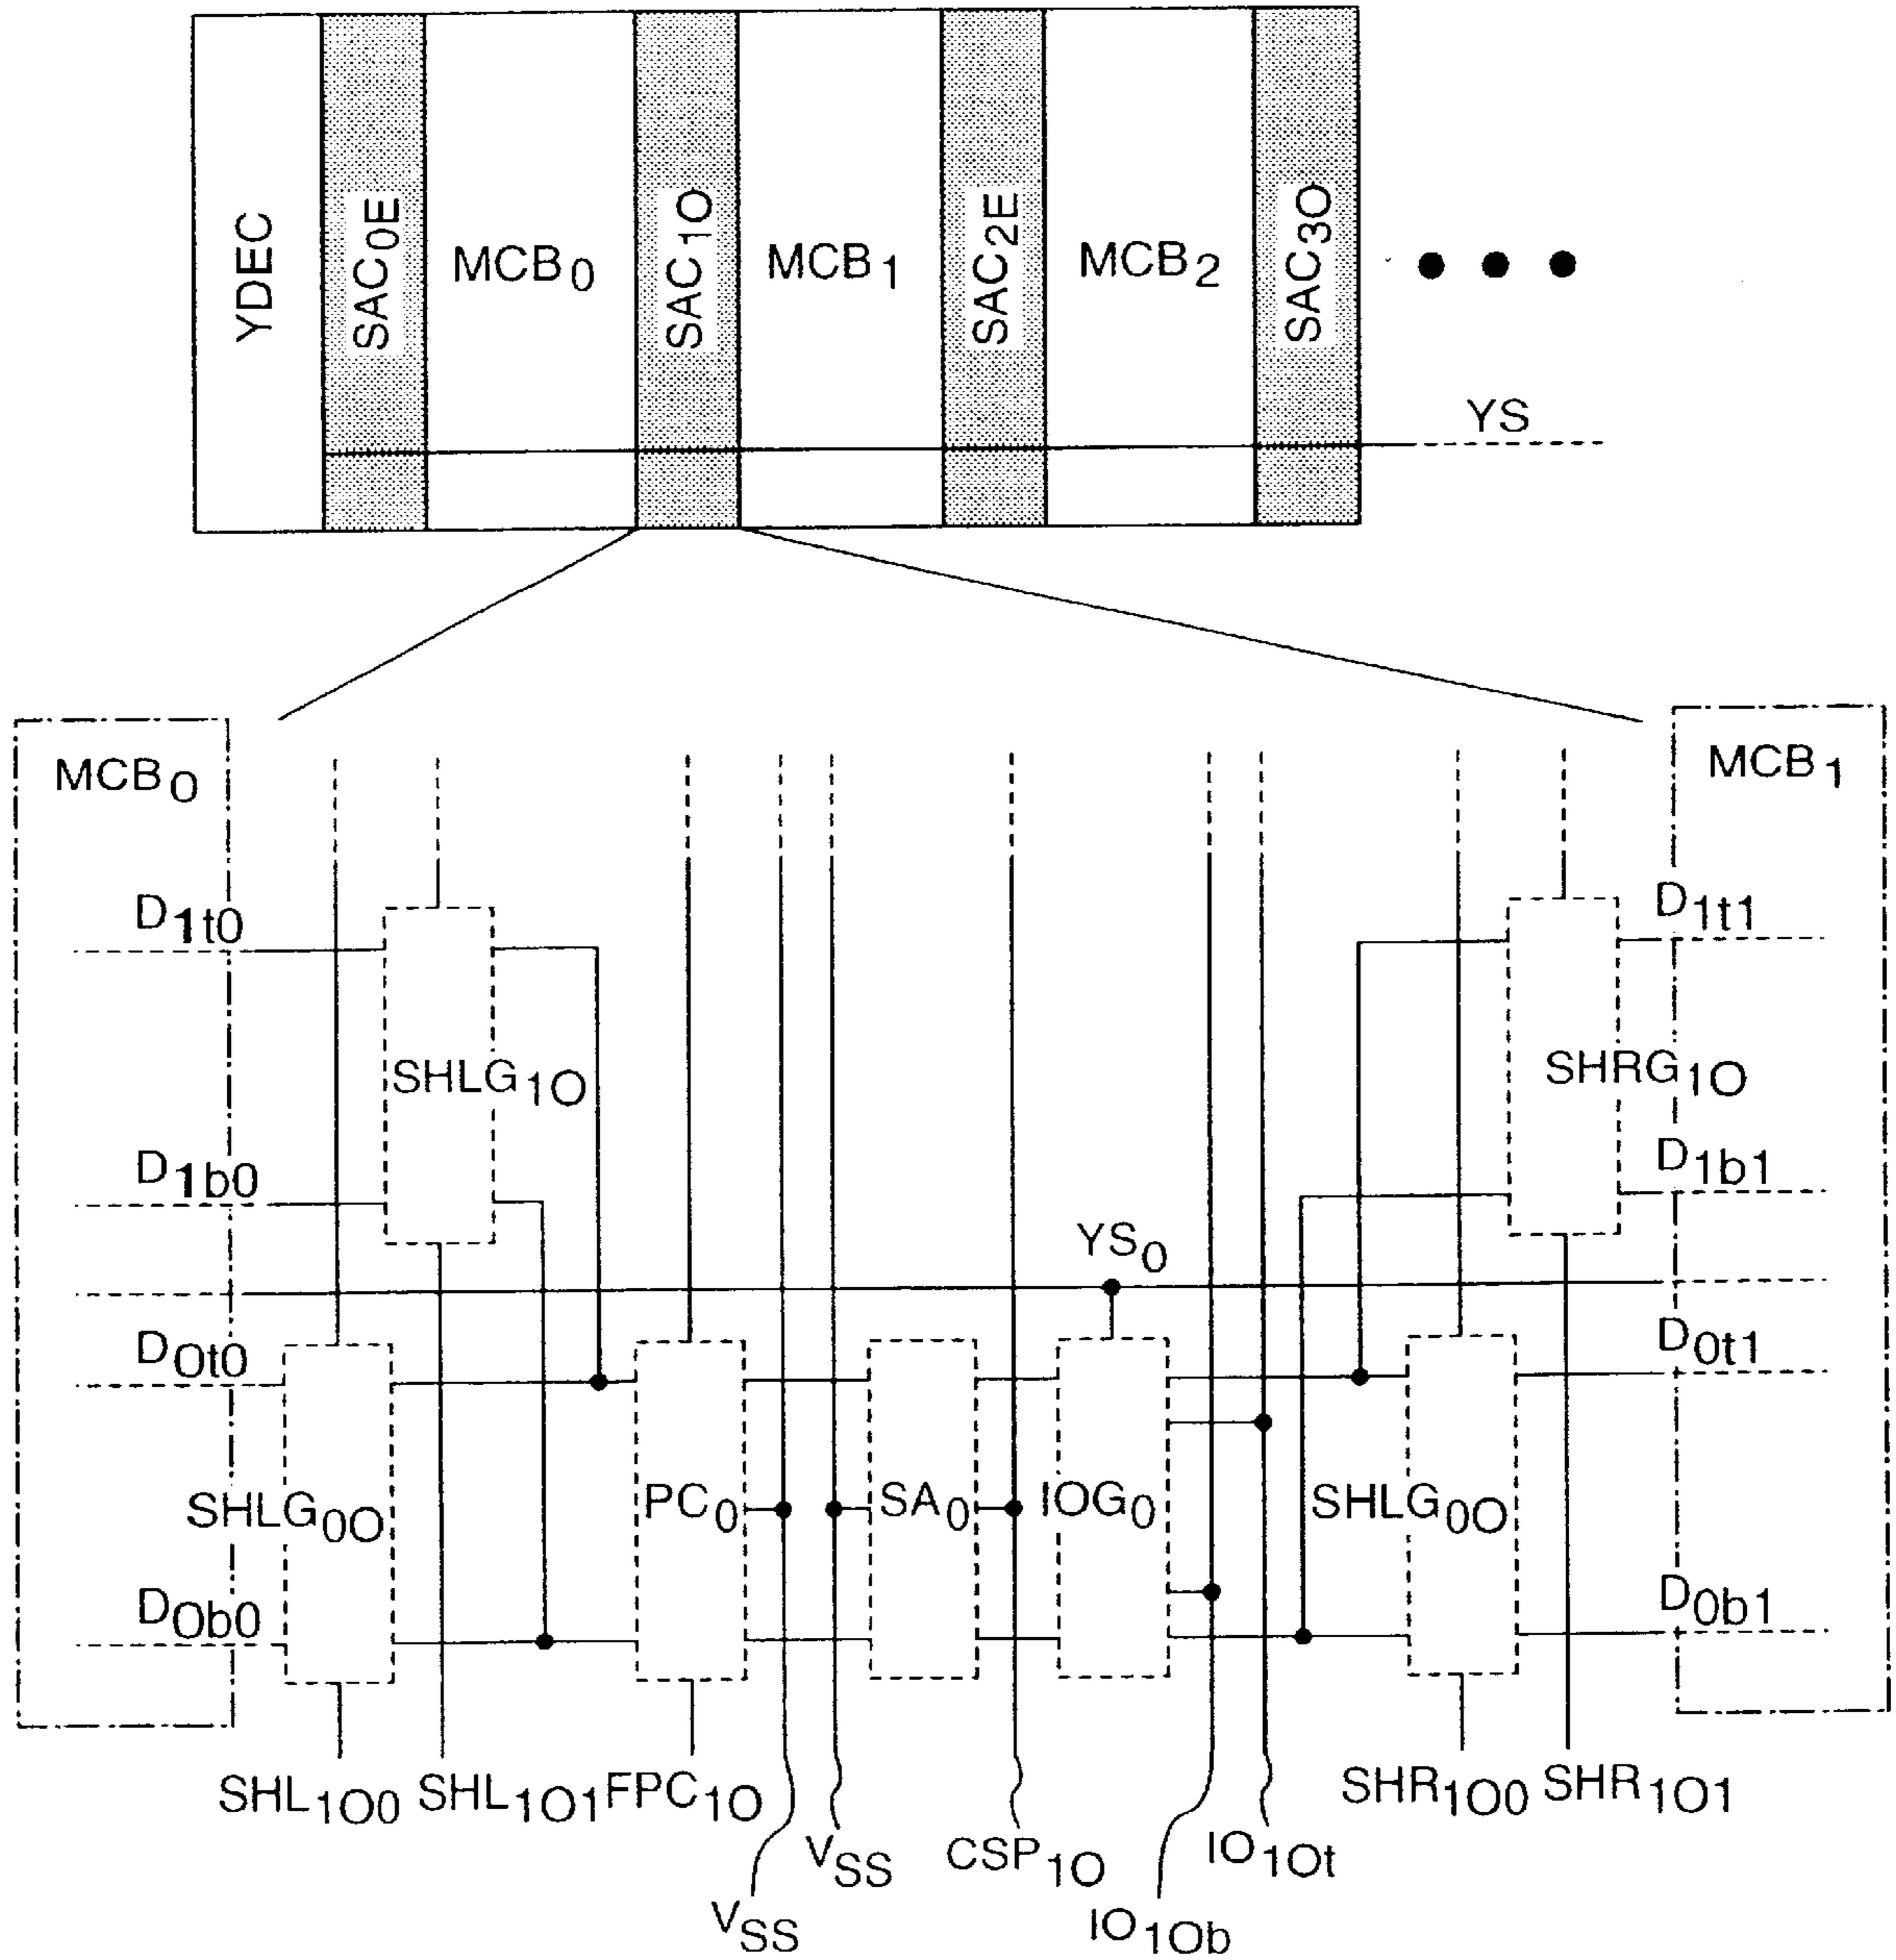 YDEC
SAC0E
MCB0
SAC1O
MCB1
SAC2E
MCB2
SAC3O
YS
MCB0
MCB1
D1t0
D1t1
SHLG1O
SHRG1O
D1b0
D1b1
YS0
D0t0
D0t1
SHLG0O
PC0
SA0
IOG0
SHLG0O
D0b0
D0b1
SHL1O0
SHL1O1
FPC1O
SHR1O0
SHR1O1
VSS
CSP1O
IO1Ot
VSS
IO1Ob